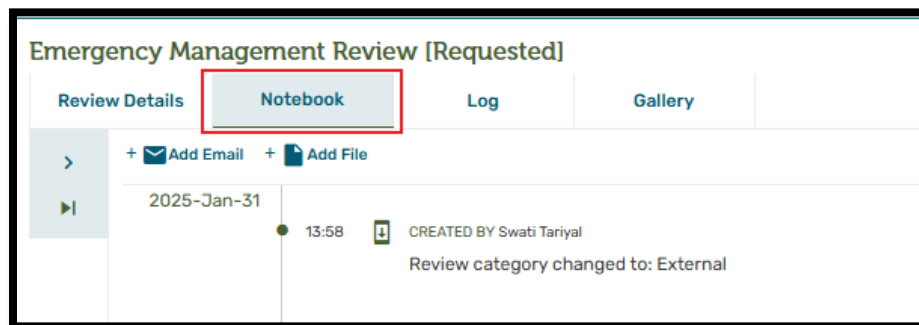 Emergency Management Review [Requested]
Review Details Notebook Log Gallery
+ Add Email + Add File
2025-Jan-31
13:58 CREATED BY Swati Tariyal
Review category changed to: External